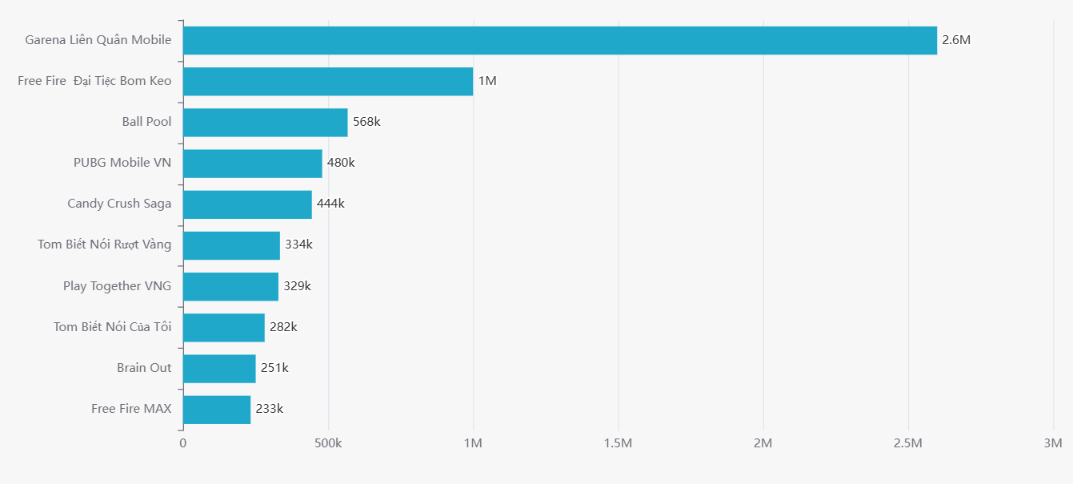 Garena Liên Quân Mobile 2.6M
Free Fire Đại Tiệc Bom Keo 1M
Ball Pool 568k
PUBG Mobile VN 480k
Candy Crush Saga 444k
Tom Biết Nói Rượt Vàng 334k
Play Together VNG 329k
Tom Biết Nói Của Tôi 282k
Brain Out 251k
Free Fire MAX 233k
0 500k 1M 1.5M 2M 2.5M 3M